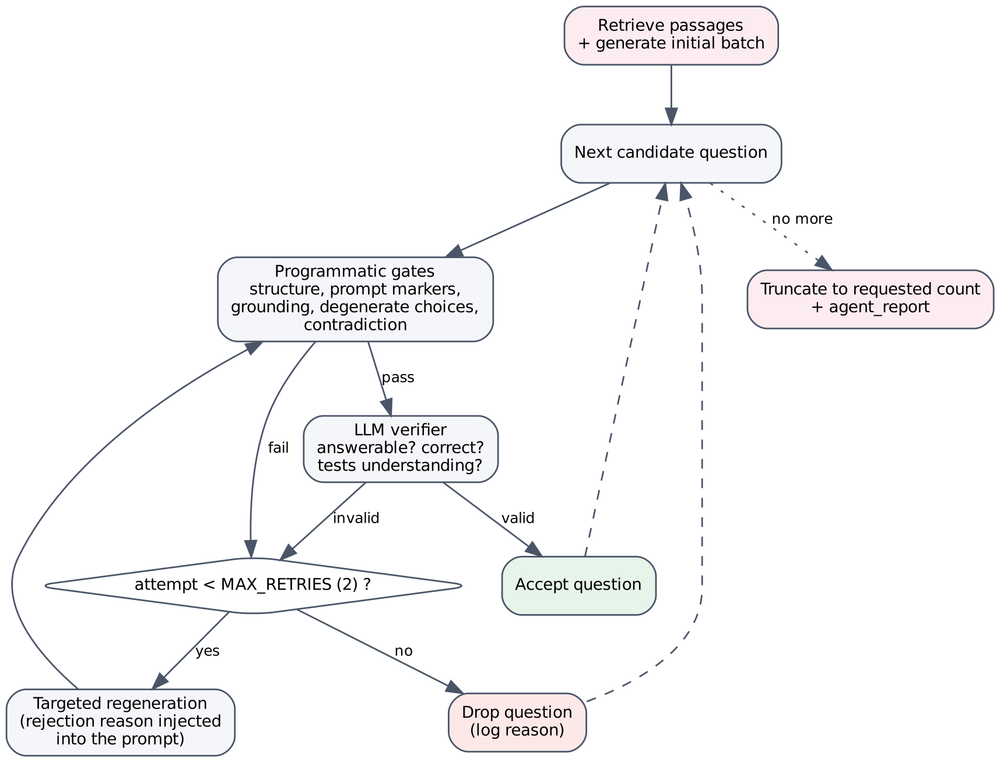 Retrieve passages
+ generate initial batch
Next candidate question
no more
Programmatic gates
structure, prompt markers,
grounding, degenerate choices,
contradiction
Truncate to requested count
+ agent_report
pass
fail
LLM verifier
answerable? correct?
tests understanding?
invalid
valid
attempt < MAX_RETRIES (2) ?
Accept question
yes
no
Targeted regeneration
(rejection reason injected
into the prompt)
Drop question
(log reason)